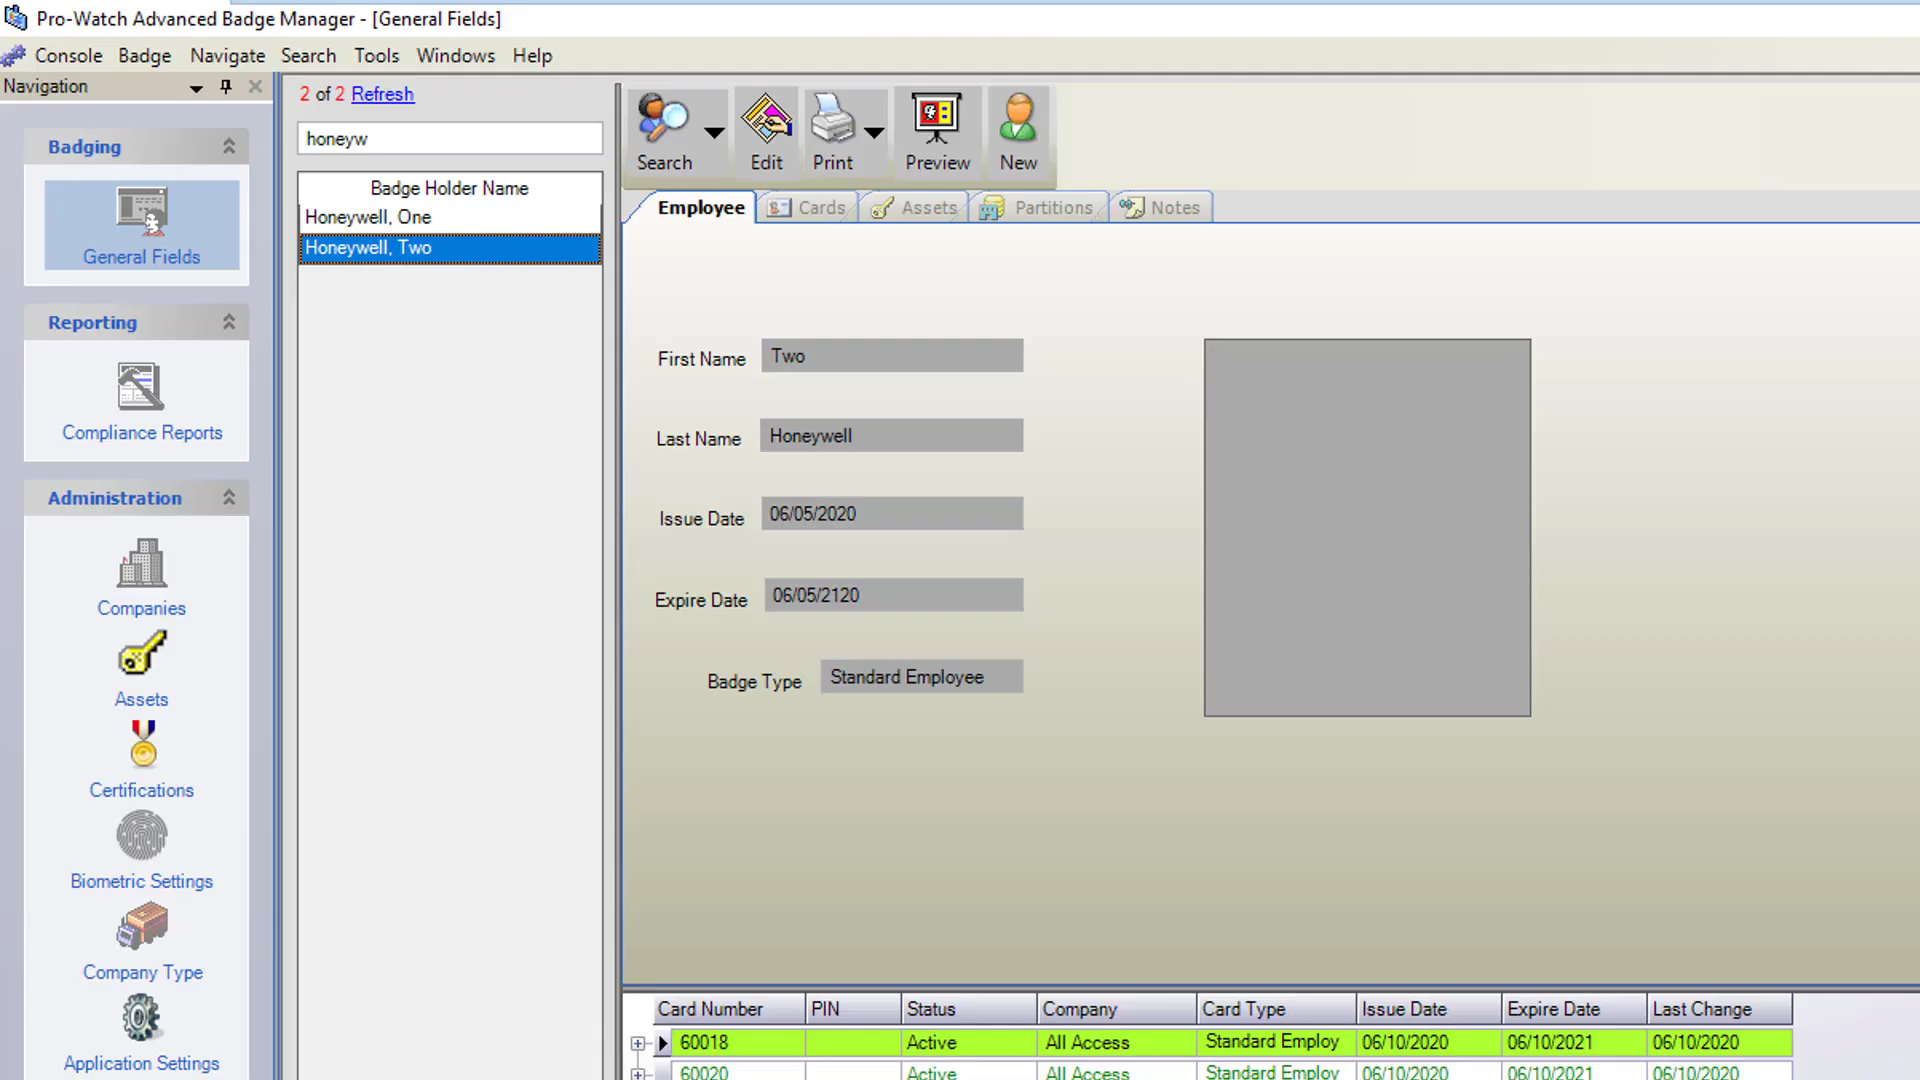 Pro-Watch Advanced Badge Manager - [General Fields]
Console Badge Navigate Search Tools Windows Help
Navigation
Badging
General Fields
Reporting
Compliance Reports
Administration
Companies
Assets
Certifications
Biometric Settings
Company Type
Application Settings
2 of 2 Refresh
honeyw
Badge Holder Name
Honeywell, One
Honeywell, Two
Search Edit Print Preview New
Employee Cards Assets Partitions Notes
First Name Two
Last Name Honeywell
Issue Date 06/05/2020
Expire Date 06/05/2120
Badge Type Standard Employee
Card Number PIN Status Company Card Type Issue Date Expire Date Last Change
60018 Active All Access Standard Employ 06/10/2020 06/10/2021 06/10/2020
60020 Active All Access Standard Employ 06/10/2020 06/10/2021 06/10/2020